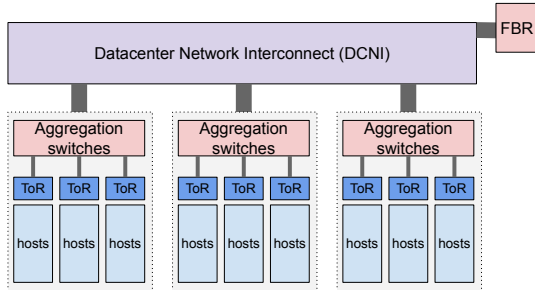 FBR
Datacenter Network Interconnect (DCNI)
Aggregation
switches
Aggregation
switches
Aggregation
switches
ToR ToR ToR
ToR ToR ToR
ToR ToR ToR
hosts hosts hosts
hosts hosts hosts
hosts hosts hosts